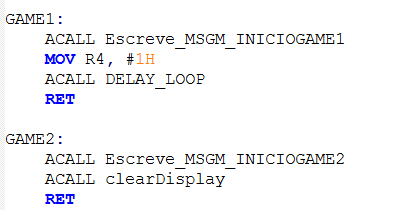 GAME1:
ACALL Escreve_MSGM_INICIOGAME1
MOV R4, #1H
ACALL DELAY_LOOP
RET
GAME2:
ACALL Escreve_MSGM_INICIOGAME2
ACALL clearDisplay
RET